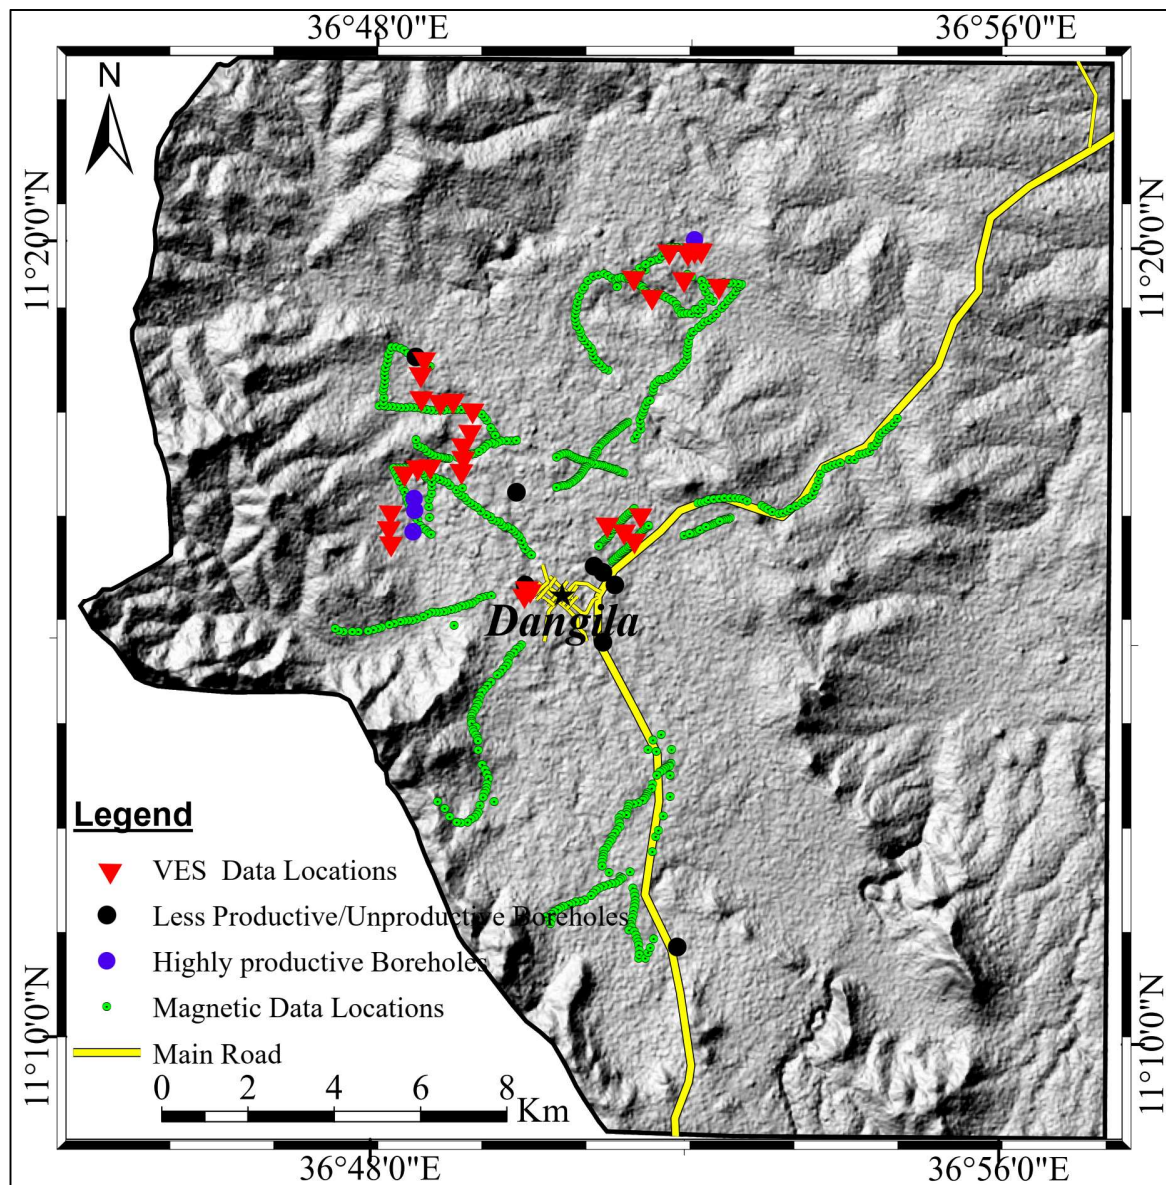 36°48'0"E 36°56'0"E
N
11°20'0"N 11°20'0"N
Dangila
Legend
VES Data Locations
Less Productive/Unproductive Boreholes
Highly productive Boreholes
Magnetic Data Locations
Main Road
0 2 4 6 8
Km
11°10'0"N 11°10'0"N
36°48'0"E 36°56'0"E